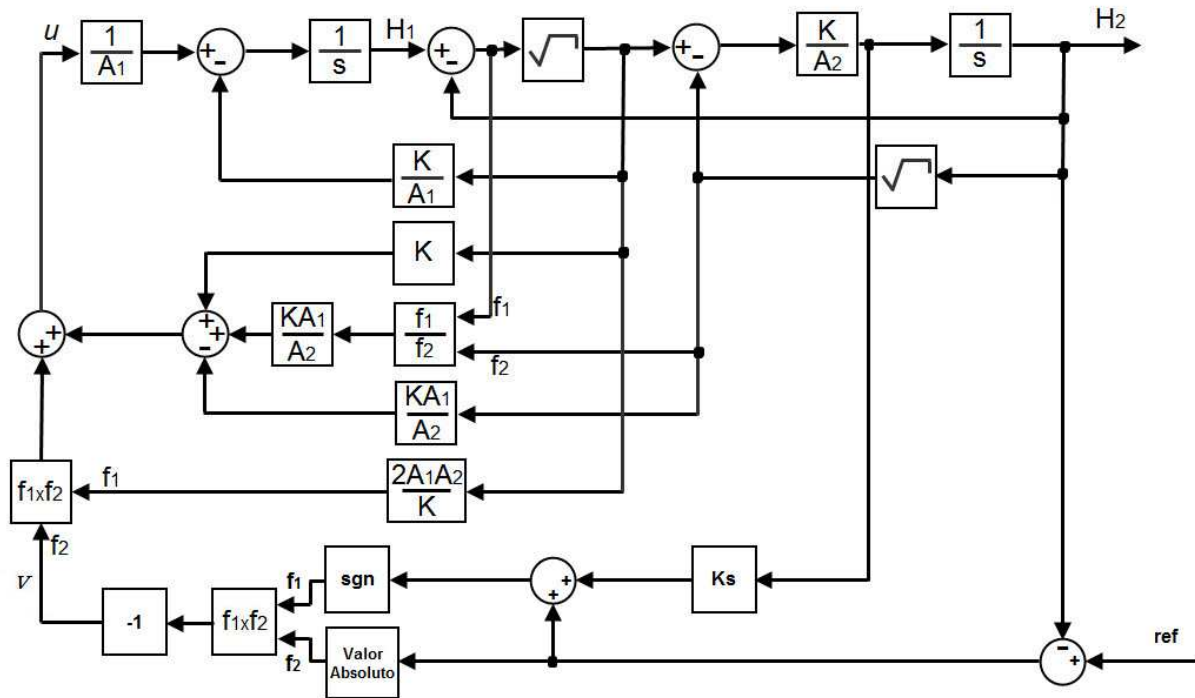 u
1
A1
+
-
1
s
H1
+
-
√
+
-
K
A2
1
s
H2
K
A1
√
K
+
+
+
+
-
KA1
A2
f1
f2
f1
f2
KA1
A2
f1xf2
f1
2A1A2
K
f2
v
-1
f1xf2
f1
sgn
+
+
Ks
f2
Valor
Absoluto
-
+
ref